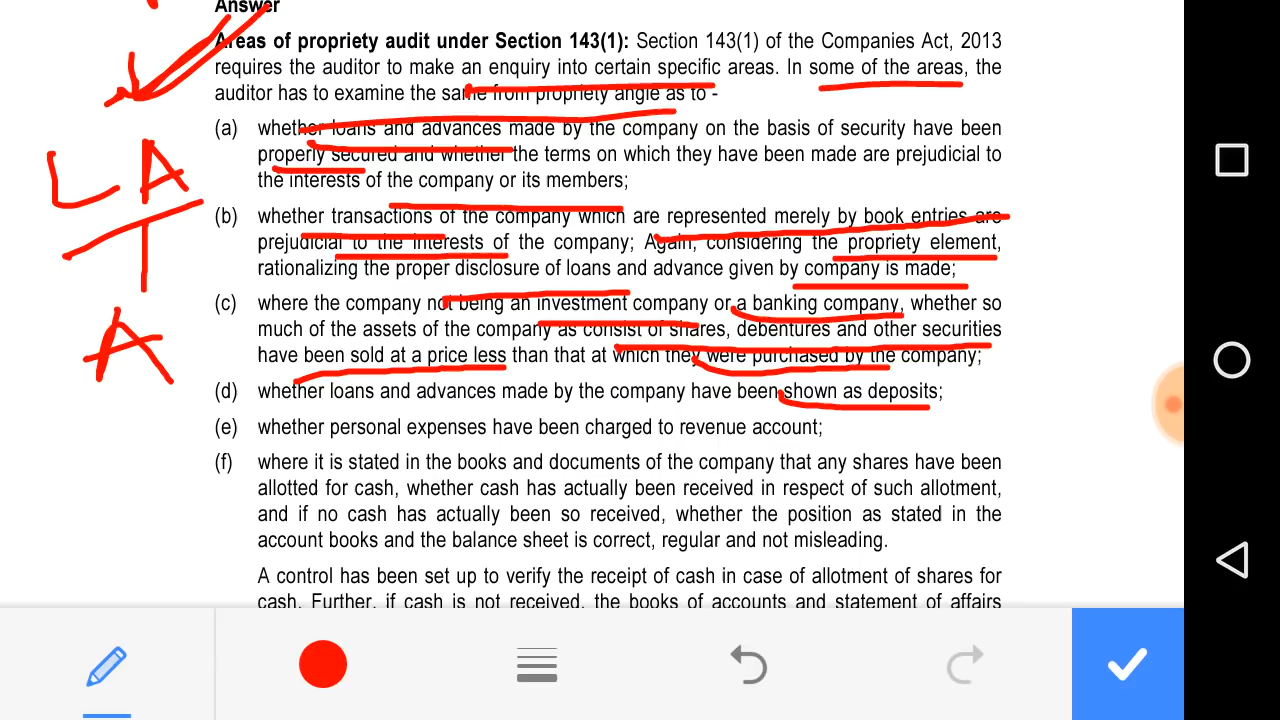 Answer
Areas of propriety audit under Section 143(1): Section 143(1) of the Companies Act, 2013
requires the auditor to make an enquiry into certain specific areas. In some of the areas, the
auditor has to examine the same from propriety angle as to -
(a) whether loans and advances made by the company on the basis of security have been
properly secured and whether the terms on which they have been made are prejudicial to
the interests of the company or its members;
L A
(b) whether transactions of the company which are represented merely by book entries are
prejudicial to the interests of the company; Again, considering the propriety element,
T
rationalizing the proper disclosure of loans and advance given by company is made;
(c) where the company not being an investment company or a banking company, whether so
much of the assets of the company as consist of shares, debentures and other securities
A
have been sold at a price less than that at which they were purchased by the company;
(d) whether loans and advances made by the company have been shown as deposits;
(e) whether personal expenses have been charged to revenue account;
(f) where it is stated in the books and documents of the company that any shares have been
allotted for cash, whether cash has actually been received in respect of such allotment,
and if no cash has actually been so received, whether the position as stated in the
account books and the balance sheet is correct, regular and not misleading.
A control has been set up to verify the receipt of cash in case of allotment of shares for
cash. Further, if cash is not received, the books of accounts and statement of affairs